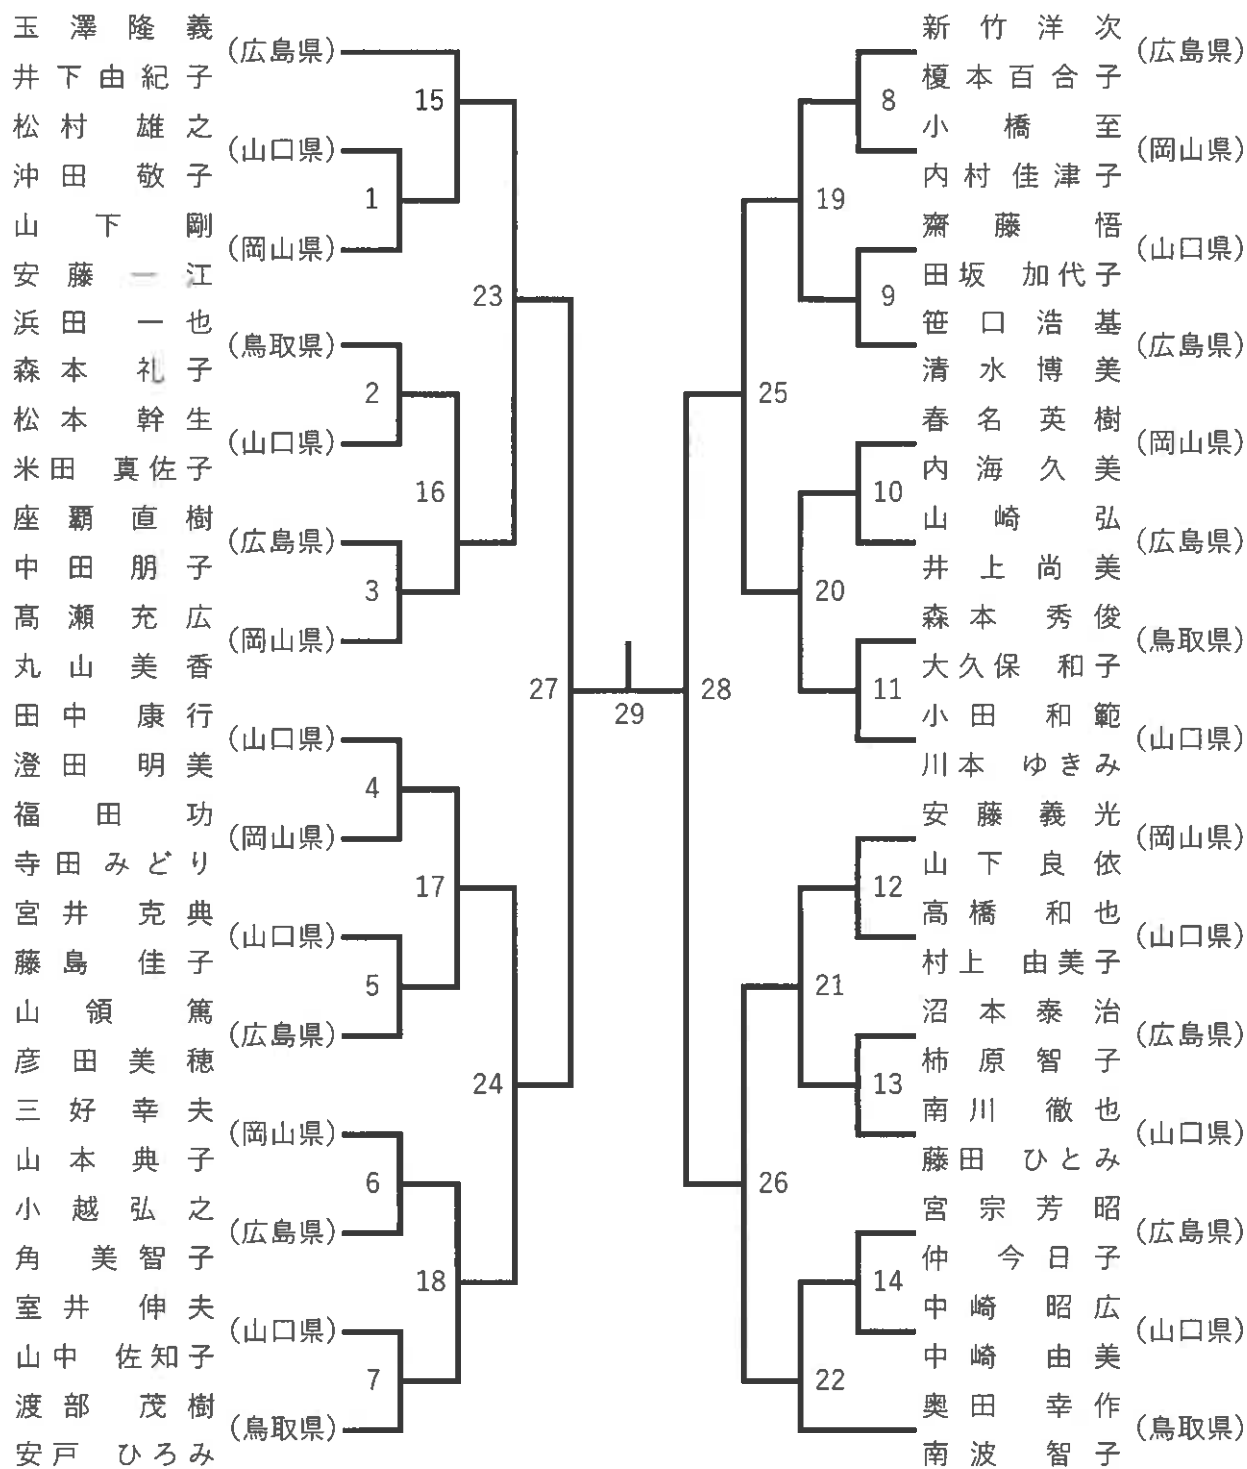 玉澤隆義
(広島県)
井下由紀子
松村 雄之
(山口県)
沖田 敬子
山下 剛
(岡山県)
安藤 一江
浜田 一也
(鳥取県)
森本 礼子
松本 幹生
(山口県)
米田 真佐子
座覇直樹
(広島県)
中田朋子
髙瀬充広
(岡山県)
丸山美香
田中 康行
(山口県)
澄田 明美
福田 功
(岡山県)
寺田みどり
宮井 克典
(山口県)
藤島 佳子
山領 篤
(広島県)
彦田美穂
三好幸夫
(岡山県)
山本典子
小越弘之
(広島県)
角 美智子
室井 伸夫
(山口県)
山中 佐知子
渡部 茂樹
(鳥取県)
安戸 ひろみ
15
1
23
2
16
3
27
4
17
5
24
6
18
7
29
28
8
19
9
25
10
20
11
12
21
13
26
14
22
新竹洋次
(広島県)
榎本百合子
小橋 至
(岡山県)
内村佳津子
齋藤 悟
(山口県)
田坂 加代子
笹口浩基
(広島県)
清水博美
春名英樹
(岡山県)
内海久美
山崎 弘
(広島県)
井上尚美
森本 秀俊
(鳥取県)
大久保 和子
小田 和範
(山口県)
川本 ゆきみ
安藤義光
(岡山県)
山下良依
高橋 和也
(山口県)
村上 由美子
沼本泰治
(広島県)
柿原智子
南川 徹也
(山口県)
藤田 ひとみ
宮宗芳昭
(広島県)
仲 今日子
中崎 昭広
(山口県)
中崎 由美
奥田 幸作
(鳥取県)
南波 智子